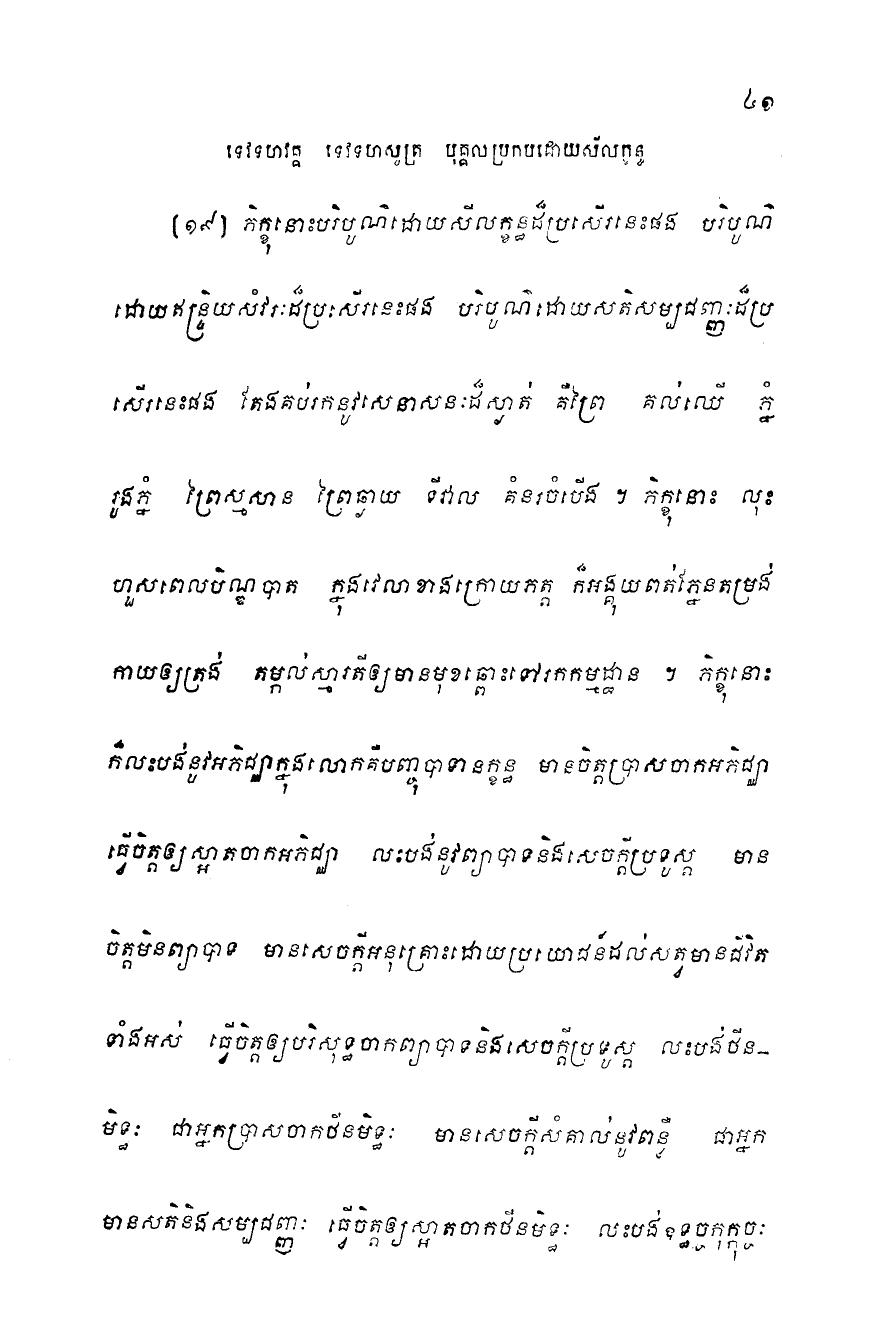 ៤១
ទេវទហវគ្គ ទេវទហសូត្រ បុគ្គលប្រកបដោយសីលក្ខន្ធ
[១៩] ភិក្ខុនោះបរិបូណ៌ដោយសីលក្ខន្ធដ៏ប្រសើរនេះផង បរិបូណ៌
ដោយឥន្ទ្រិយសំវរៈដ៏ប្រសើរនេះផង បរិបូណ៌ដោយសតិសម្បជញ្ញៈដ៏ប្រ
សើរនេះផង តែងគប់រកនូវសេនាសនៈដ៏ស្ងាត់ គឺព្រៃ គល់ឈើ ភ្នំ
រូងភ្នំ ព្រៃស្មសាន ព្រៃធ្លាយ ទីវាល គំនរចំបើង ។ ភិក្ខុនោះ លុះ
ហួសពេលបិណ្ឌបាត ក្នុងវេលាខាងក្រោយភត្ត ក៏អង្គុយពត់ភ្នែនតម្រង់
កាយឲ្យត្រង់ តម្កល់ស្មារតីឲ្យមានមុខឆ្ពោះទៅរកកម្មដ្ឋាន ។ ភិក្ខុនោះ
ក៏លះបង់នូវអភិជ្ឈាក្នុងលោកគឺបញ្ចុបាទានក្ខន្ធ មានចិត្តប្រាសចាកអភិជ្ឈា
ធ្វើចិត្តឲ្យស្អាតចាកអភិជ្ឈា លះបង់នូវព្យាបាទនិងសេចក្តីប្រទូស្ត មាន
ចិត្តមិនព្យាបាទ មានសេចក្តីអនុគ្រោះដោយប្រយោជន៍ដល់សត្វមានជីវិត
ទាំងអស់ ធ្វើចិត្តឲ្យបរិសុទ្ធចាកព្យាបាទនិងសេចក្តីប្រទូស្ត លះបង់ថីន-
មិទ្ធៈ ជាអ្នកប្រាសចាកថីនមិទ្ធៈ មានសេចក្តីសំគាល់នូវពន្លឺ ជាអ្នក
មានសតិនិងសម្បជញ្ញៈ ធ្វើចិត្តឲ្យស្អាតចាកថីនមិទ្ធៈ លះបង់ឧទ្ធច្ចកុក្កុច្ចៈ